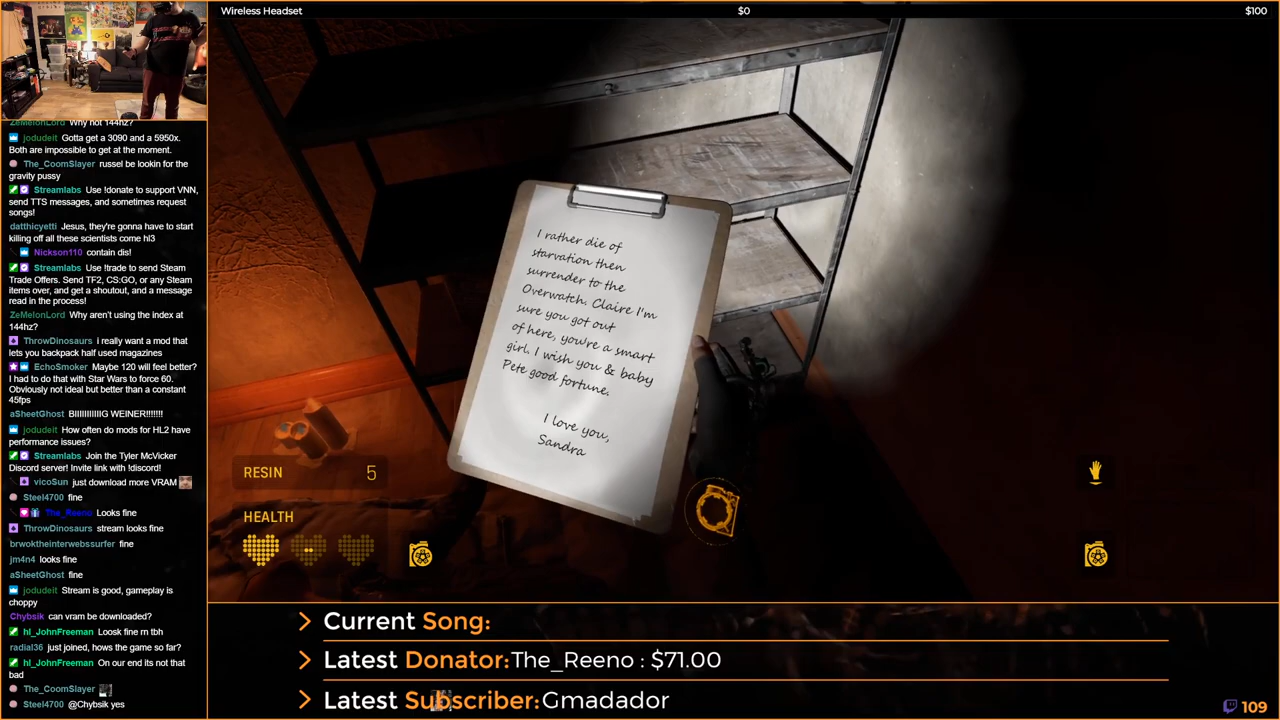 Wireless Headset
$0
$100
ZeMelonLord Why not 144hz?
jodudeit Gotta get a 3090 and a 5950x.
Both are impossible to get at the moment.
The_CoomSlayer russel be lookin for the
gravity pussy
Streamlabs Use !donate to support VNN,
send TTS messages, and sometimes request
songs!
datthicyetti Jesus, they're gonna have to start
killing off all these scientists come hl3
Nickson110 contain dis!
Streamlabs Use !trade to send Steam
Trade Offers. Send TF2, CS:GO, or any Steam
items over, and get a shoutout, and a message
read in the process!
ZeMelonLord Why aren't using the index at
144hz?
ThrowDinosaurs i really want a mod that
lets you backpack half used magazines
EchoSmoker Maybe 120 will feel better?
I had to do that with Star Wars to force 60.
Obviously not ideal but better than a constant
45fps
aSheetGhost BIIIIIIIIIIG WEINER!!!!!!!
jodudeit How often do mods for HL2 have
performance issues?
Streamlabs Join the Tyler McVicker
Discord server! Invite link with !discord!
vicoSun just download more VRAM
Steel4700 fine
The_Reeno Looks fine
ThrowDinosaurs stream looks fine
brwoktheinterwebssurfer fine
jm4n4 looks fine
aSheetGhost fine
jodudeit Stream is good, gameplay is
choppy
Chybsik can vram be downloaded?
hl_JohnFreeman Loosk fine rn tbh
radial36 just joined, hows the game so far?
hl_JohnFreeman On our end its not that
bad
The_CoomSlayer
Steel4700 @Chybsik yes
I rather die of
starvation then
surrender to the
Overwatch. Claire I'm
sure you got out
of here, you're a smart
girl. I wish you & baby
Pete good fortune.
I love you,
Sandra
RESIN 5
HEALTH
Current Song:
Latest Donator:The_Reeno : $71.00
Latest Subscriber:Gmadador
109